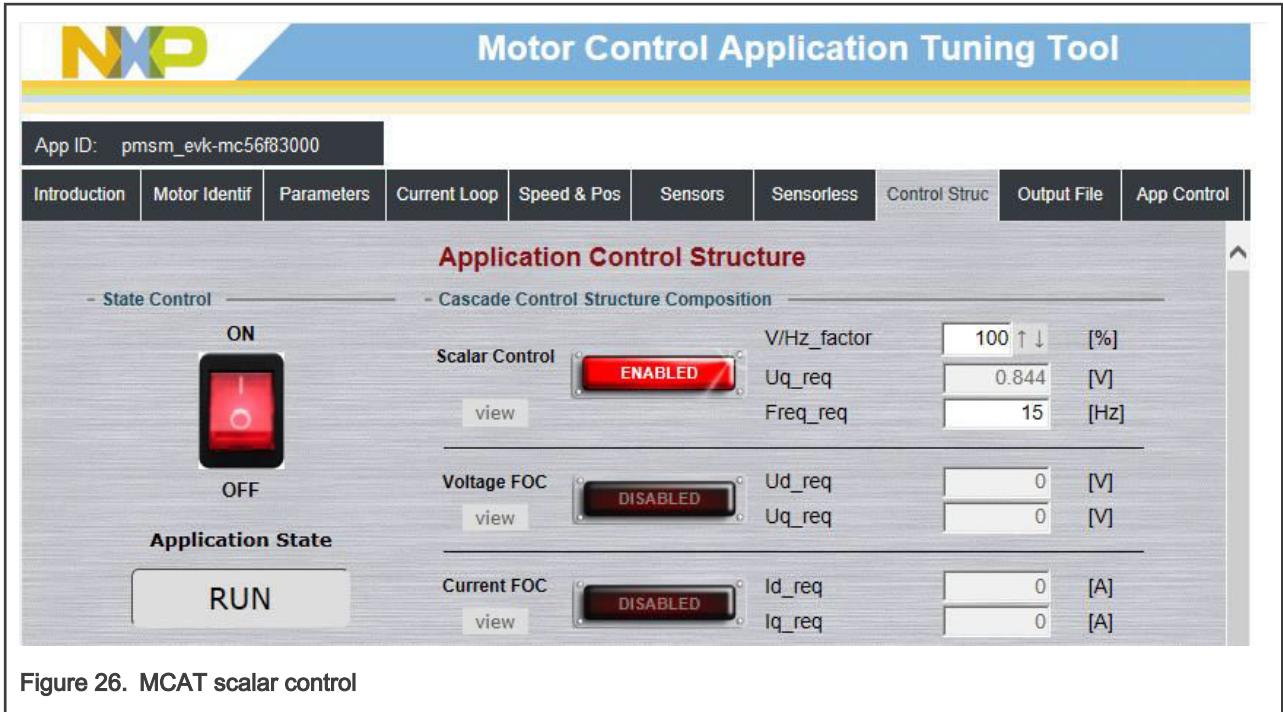 NXP
Motor Control Application Tuning Tool
App ID: pmsm_evk-mc56f83000
Introduction Motor Identif Parameters Current Loop Speed & Pos Sensors Sensorless Control Struc Output File App Control
Application Control Structure
State Control
Cascade Control Structure Composition
ON
OFF
Application State
RUN
Scalar Control
view
ENABLED
V/Hz_factor 100 ↑↓ [%]
Uq_req 0.844 [V]
Freq_req 15 [Hz]
Voltage FOC
view
DISABLED
Ud_req 0 [V]
Uq_req 0 [V]
Current FOC
view
DISABLED
Id_req 0 [A]
Iq_req 0 [A]
Figure 26. MCAT scalar control